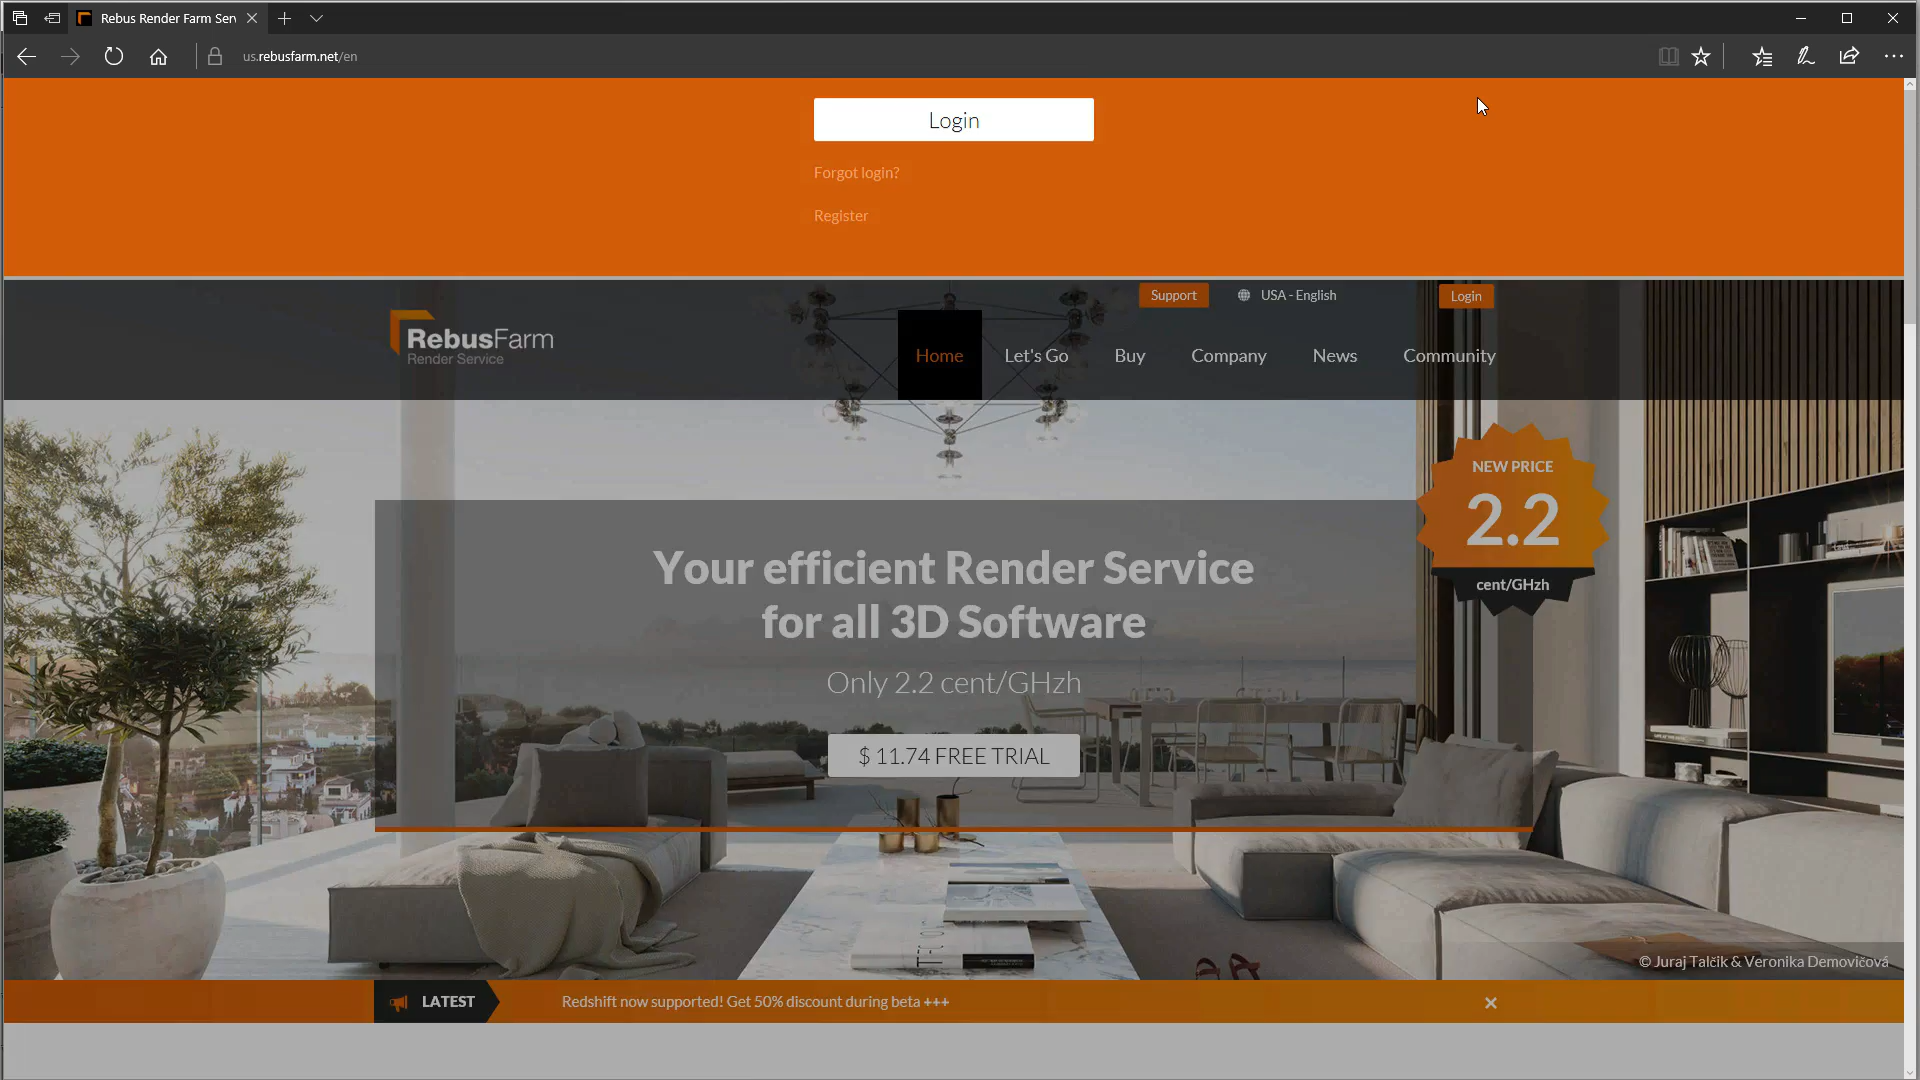 Rebus Render Farm Ser
us.rebusfarm.net/en
Login
Forgot login?
Register
Support
USA - English
Login
RebusFarm
Render Service
Home
Let's Go
Buy
Company
News
Community
NEW PRICE
2.2
cent/GHzh
Your efficient Render Service
for all 3D Software
Only 2.2 cent/GHzh
$ 11.74 FREE TRIAL
© Juraj Talčik & Veronika Demovičová
LATEST
Redshift now supported! Get 50% discount during beta +++